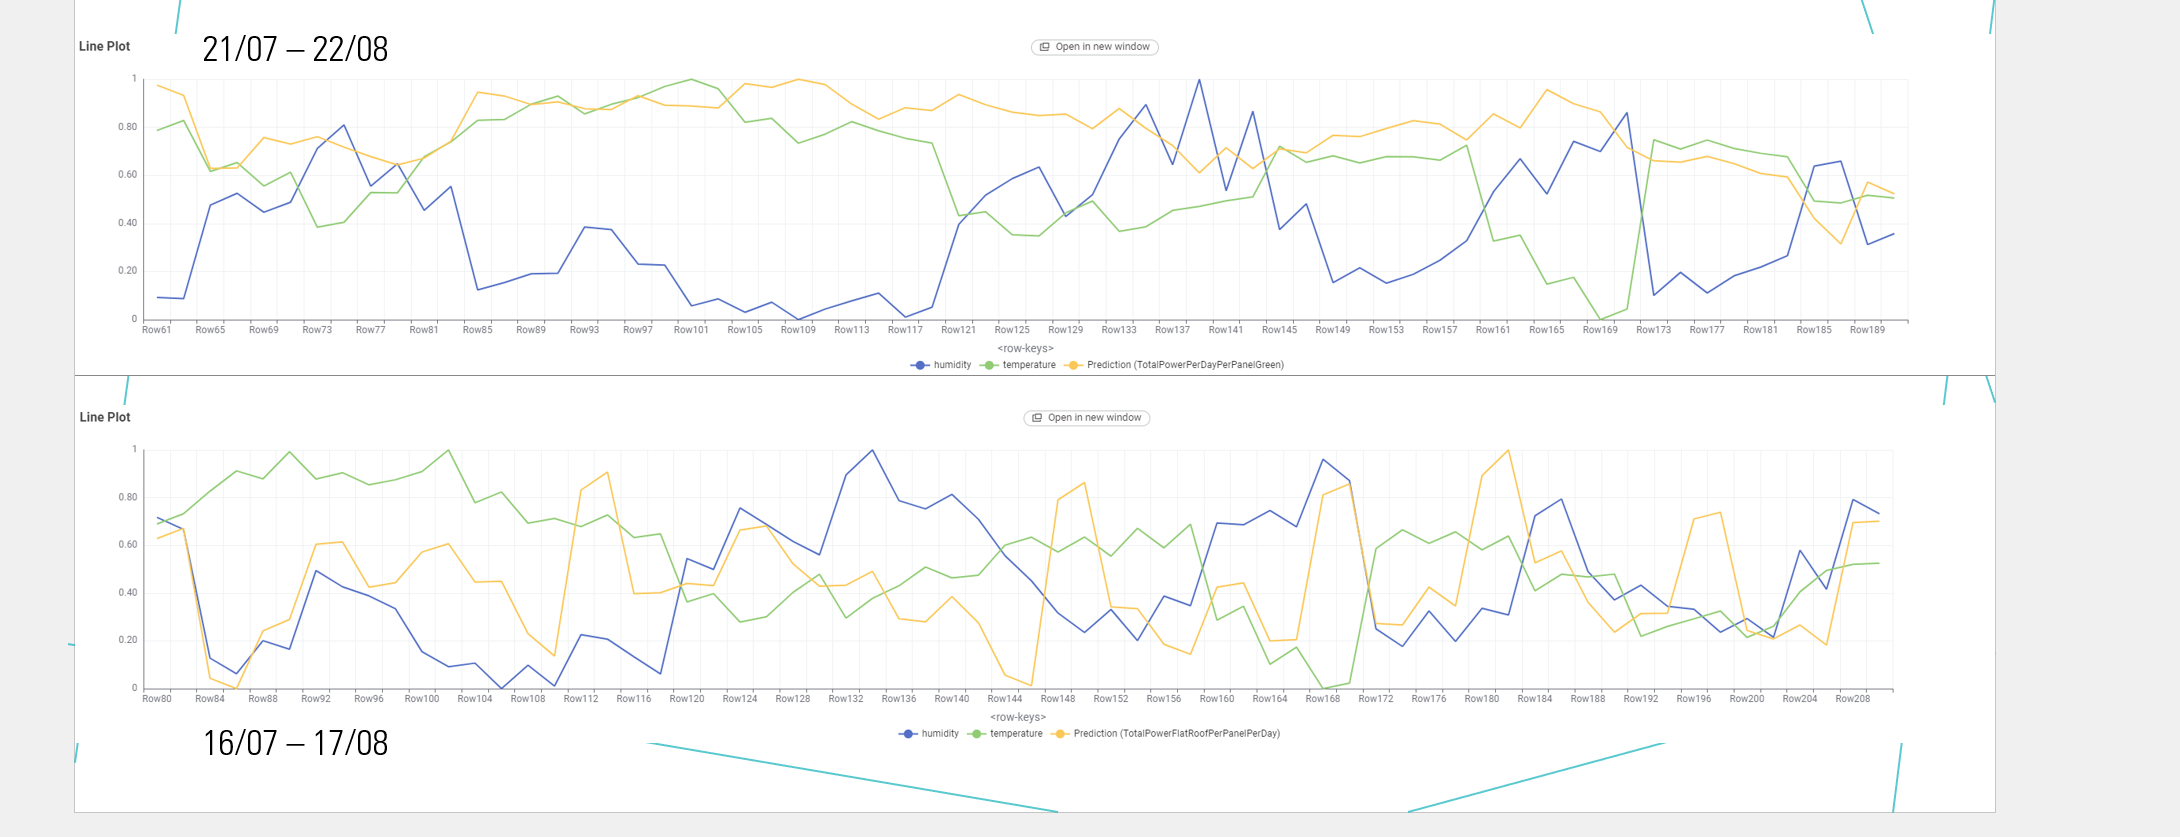 Line Plot
21/07 – 22/08
Open in new window
1
0.80
0.60
0.40
0.20
0
Row61 Row65 Row69 Row73 Row77 Row81 Row85 Row89 Row93 Row97 Row101 Row105 Row109 Row113 Row117 Row121 Row125 Row129 Row133 Row137 Row141 Row145 Row149 Row153 Row157 Row161 Row165 Row169 Row173 Row177 Row181 Row185 Row189
<row-keys>
humidity temperature Prediction (TotalPowerPerDayPerPanelGreen)
Line Plot
Open in new window
1
0.80
0.60
0.40
0.20
0
Row80 Row84 Row88 Row92 Row96 Row100 Row104 Row108 Row112 Row116 Row120 Row124 Row128 Row132 Row136 Row140 Row144 Row148 Row152 Row156 Row160 Row164 Row168 Row172 Row176 Row180 Row184 Row188 Row192 Row196 Row200 Row204 Row208
<row-keys>
humidity temperature Prediction (TotalPowerFlatRoofPerPanelPerDay)
16/07 – 17/08